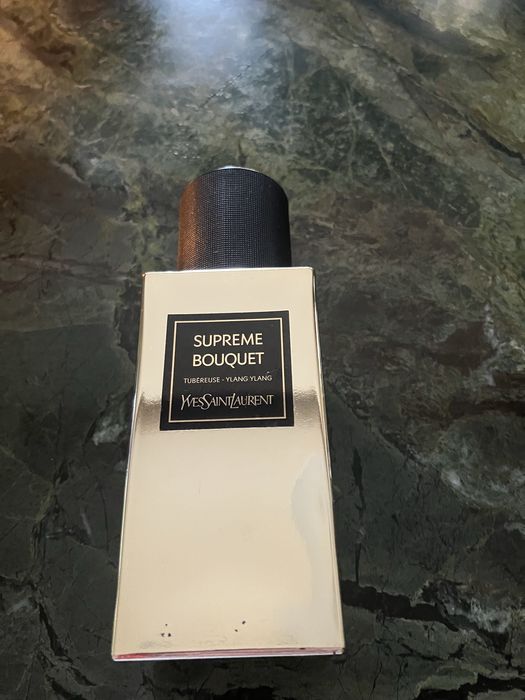 SUPREME
BOUQUET
TUBÉREUSE - YLANG YLANG
YVESSAINTLAURENT